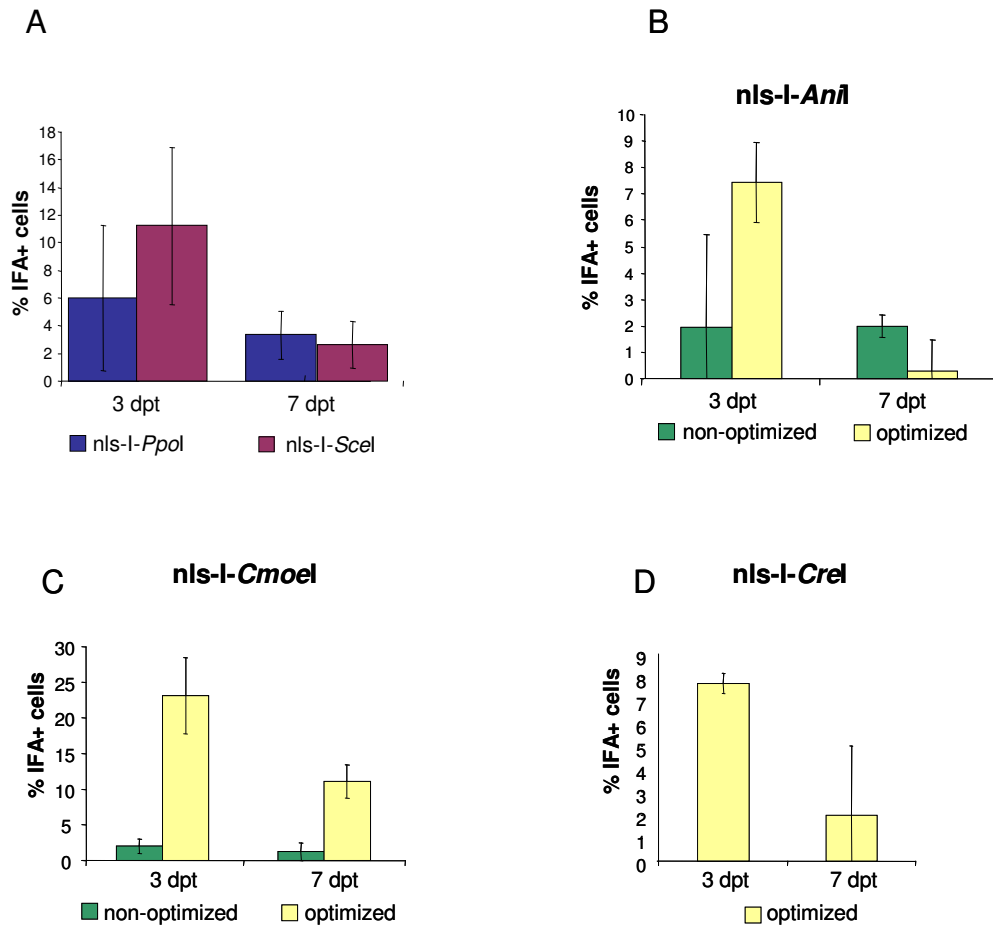 A
% IFA+ cells
18
16
14
12
10
8
6
4
2
0
3 dpt 7 dpt
nls-I-PpoI nls-I-SceI
B
nls-I-AniI
% IFA+ cells
10
9
8
7
6
5
4
3
2
1
0
3 dpt 7 dpt
non-optimized optimized
C
nls-I-CmoeI
% IFA+ cells
30
25
20
15
10
5
0
3 dpt 7 dpt
non-optimized optimized
D
nls-I-CreI
% IFA+ cells
9
8
7
6
5
4
3
2
1
0
3 dpt 7 dpt
optimized